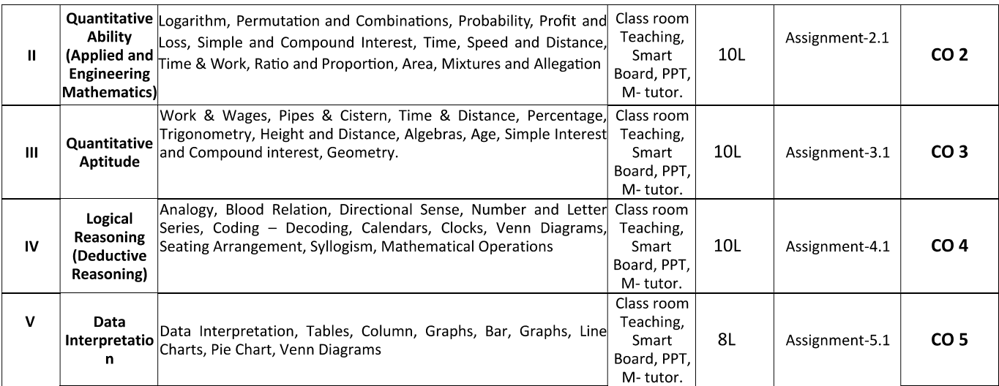 II
Quantitative
Ability
(Applied and
Engineering
Mathematics)
Logarithm, Permutation and Combinations, Probability, Profit and
Loss, Simple and Compound Interest, Time, Speed and Distance,
Time & Work, Ratio and Proportion, Area, Mixtures and Allegation
Class room
Teaching,
Smart
Board, PPT,
M- tutor.
10L
Assignment-2.1
CO 2
III
Quantitative
Aptitude
Work & Wages, Pipes & Cistern, Time & Distance, Percentage,
Trigonometry, Height and Distance, Algebras, Age, Simple Interest
and Compound interest, Geometry.
Class room
Teaching,
Smart
Board, PPT,
M- tutor.
10L
Assignment-3.1
CO 3
IV
Logical
Reasoning
(Deductive
Reasoning)
Analogy, Blood Relation, Directional Sense, Number and Letter
Series, Coding – Decoding, Calendars, Clocks, Venn Diagrams,
Seating Arrangement, Syllogism, Mathematical Operations
Class room
Teaching,
Smart
Board, PPT,
M- tutor.
10L
Assignment-4.1
CO 4
V
Data
Interpretatio
n
Data Interpretation, Tables, Column, Graphs, Bar, Graphs, Line
Charts, Pie Chart, Venn Diagrams
Class room
Teaching,
Smart
Board, PPT,
M- tutor.
8L
Assignment-5.1
CO 5